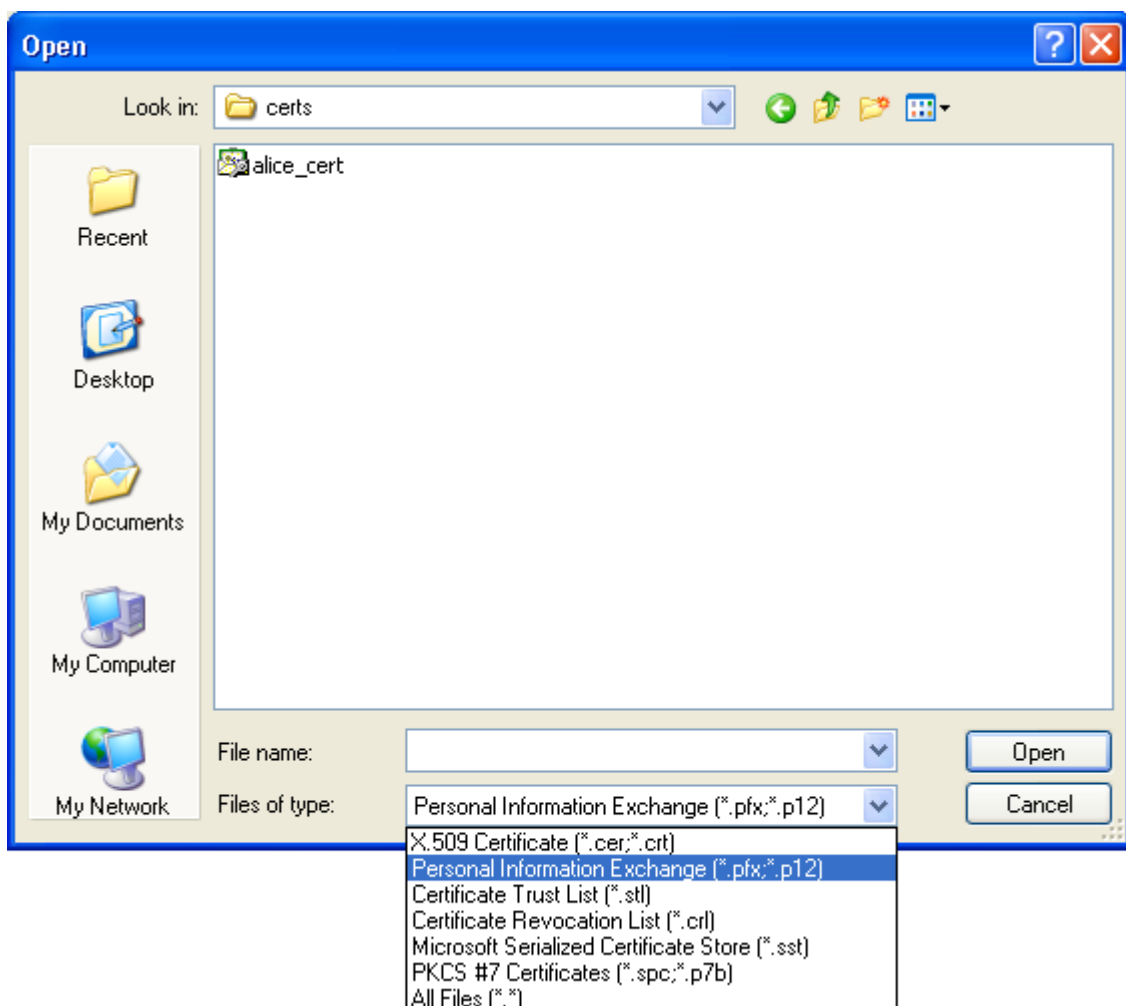 Open
Look in: certs
alice_cert
Recent
Desktop
My Documents
My Computer
My Network
File name:
Open
Files of type: Personal Information Exchange (*.pfx;*.p12)
Cancel
X.509 Certificate (*.cer;*.crt)
Personal Information Exchange (*.pfx;*.p12)
Certificate Trust List (*.stl)
Certificate Revocation List (*.crl)
Microsoft Serialized Certificate Store (*.sst)
PKCS #7 Certificates (*.spc;*.p7b)
All Files (*.*)